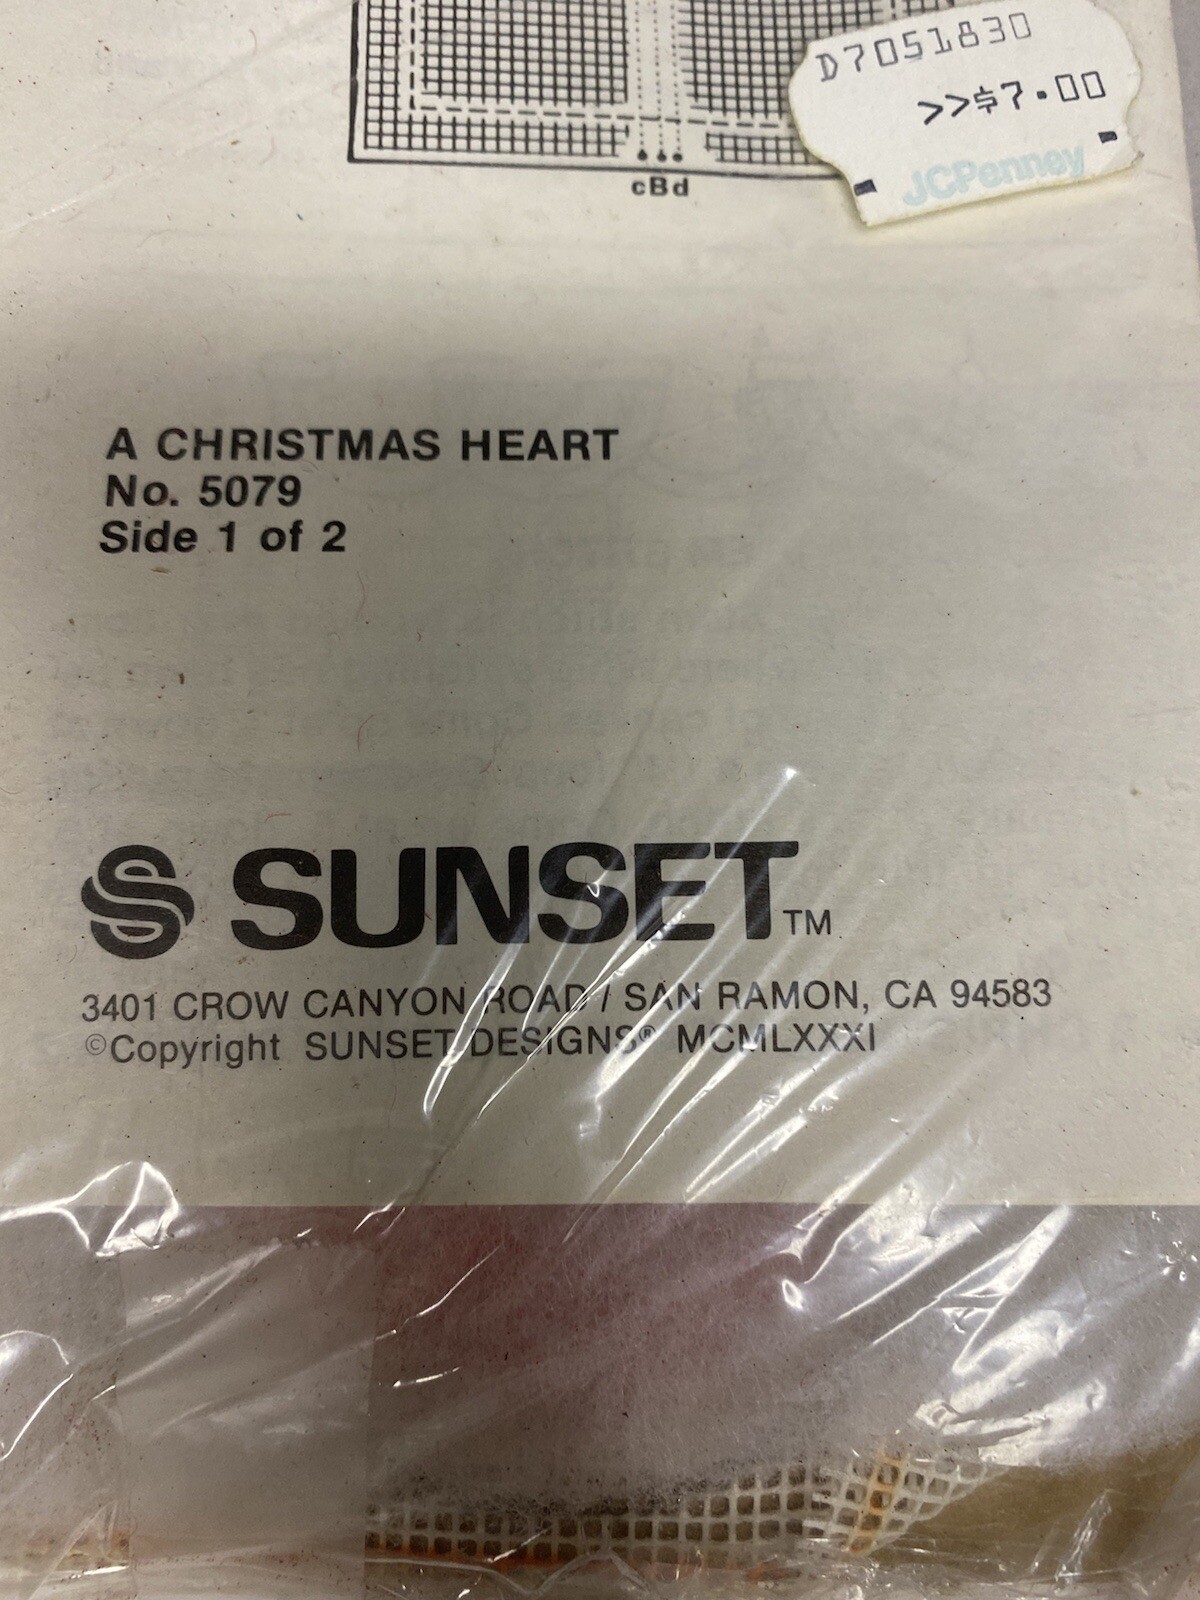 D7051830
>>$7.00
JCPenney
cBd
A CHRISTMAS HEART
No. 5079
Side 1 of 2
SUNSET™
3401 CROW CANYON ROAD / SAN RAMON, CA 94583
©Copyright SUNSET DESIGNS® MCMLXXXI